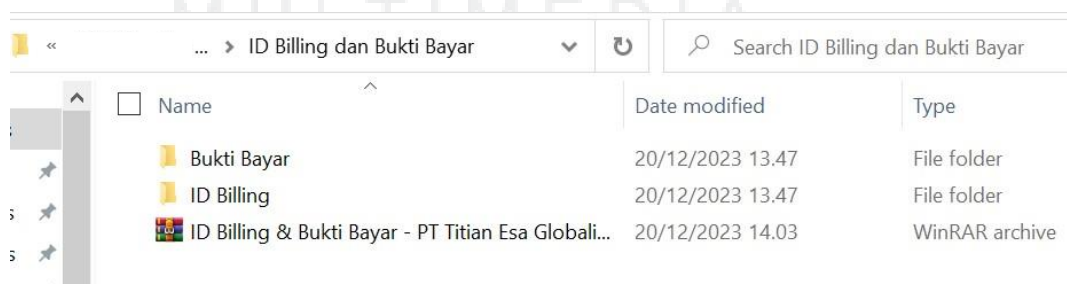 MULTIMEDIA
« ... > ID Billing dan Bukti Bayar
Search ID Billing dan Bukti Bayar
Name Date modified Type
Bukti Bayar 20/12/2023 13.47 File folder
ID Billing 20/12/2023 13.47 File folder
ID Billing & Bukti Bayar - PT Titian Esa Globali... 20/12/2023 14.03 WinRAR archive
s
s